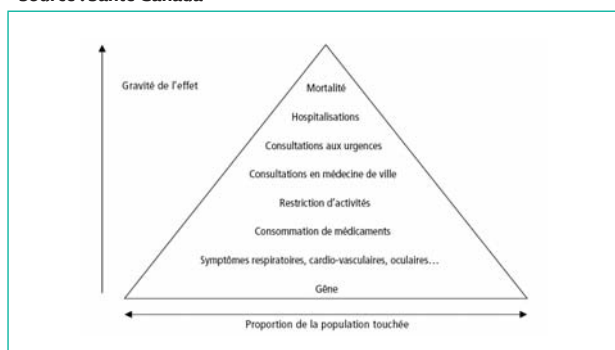 Source : Santé Canada
Gravité de l'effet
Mortalité
Hospitalisations
Consultations aux urgences
Consultations en médecine de ville
Restriction d'activités
Consommation de médicaments
Symptômes respiratoires, cardio-vasculaires, oculaires...
Gêne
Proportion de la population touchée